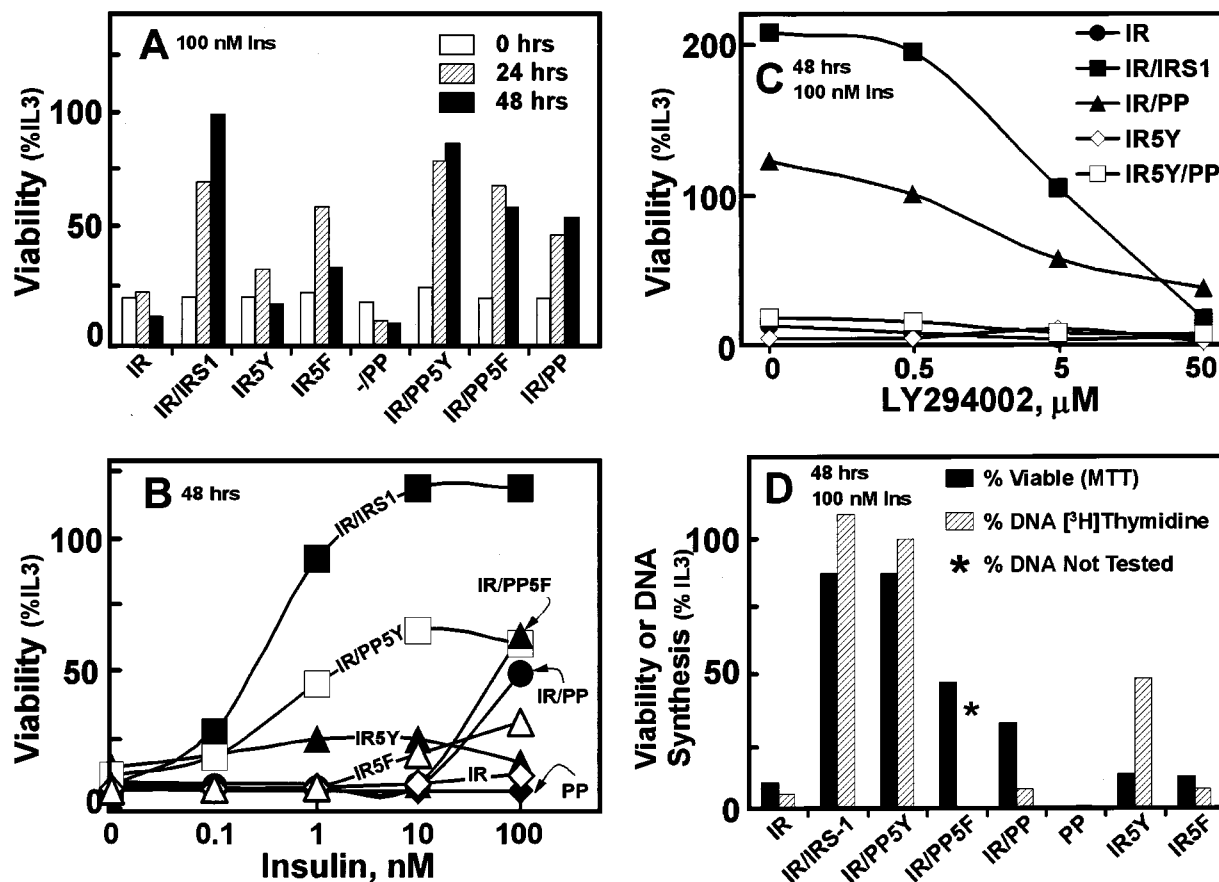 A 100 nM Ins
0 hrs
24 hrs
48 hrs
Viability (%IL3)
100
50
0
IR
IR/IRS1
IR5Y
IR5F
-/PP
IR/PP5Y
IR/PP5F
IR/PP
C 48 hrs
100 nM Ins
IR
IR/IRS1
IR/PP
IR5Y
IR5Y/PP
Viability (%IL3)
200
100
0
0 0.5 5 50
LY294002, μM
B 48 hrs
IR/IRS1
IR/PP5F
IR/PP5Y
IR/PP
IR5Y
IR5F
IR
PP
Viability (%IL3)
100
50
0
0 0.1 1 10 100
Insulin, nM
D 48 hrs
100 nM Ins
% Viable (MTT)
% DNA [³H]Thymidine
* % DNA Not Tested
*
Viability or DNA
Synthesis (% IL3)
100
50
0
IR
IR/IRS-1
IR/PP5Y
IR/PP5F
IR/PP
PP
IR5Y
IR5F